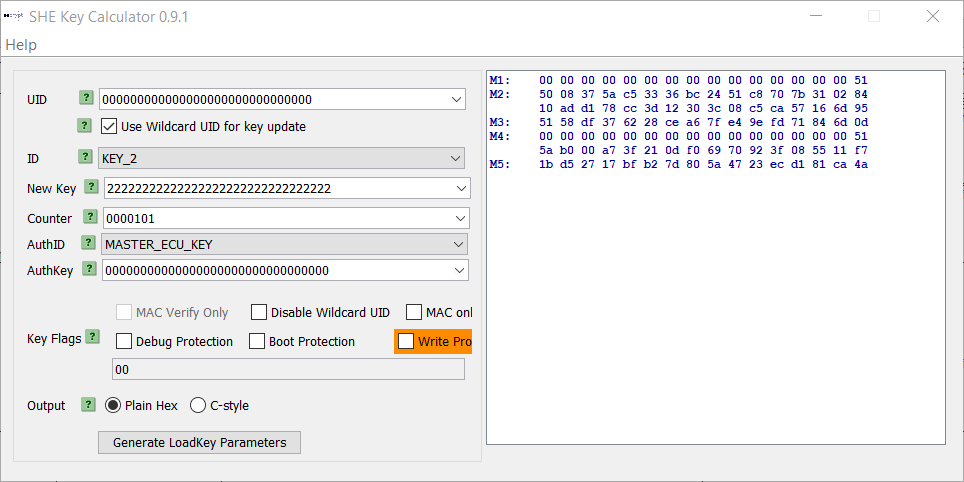 SHE Key Calculator 0.9.1
Help
UID ? 000000000000000000000000000000
? Use Wildcard UID for key update
ID ? KEY_2
New Key ? 22222222222222222222222222222222
Counter ? 0000101
AuthID ? MASTER_ECU_KEY
AuthKey ? 00000000000000000000000000000000
MAC Verify Only Disable Wildcard UID MAC onl
Key Flags ? Debug Protection Boot Protection Write Pro
00
Output ? Plain Hex C-style
Generate LoadKey Parameters
M1: 00 00 00 00 00 00 00 00 00 00 00 00 00 00 00 51
M2: 50 08 37 5a c5 33 36 bc 24 51 c8 70 7b 31 02 84
10 ad d1 78 cc 3d 12 30 3c 08 c5 ca 57 16 6d 95
M3: 51 58 df 37 62 28 ce a6 7f e4 9e fd 71 84 6d 0d
M4: 00 00 00 00 00 00 00 00 00 00 00 00 00 00 00 51
5a b0 00 a7 3f 21 0d f0 69 70 92 3f 08 55 11 f7
M5: 1b d5 27 17 bf b2 7d 80 5a 47 23 ec d1 81 ca 4a